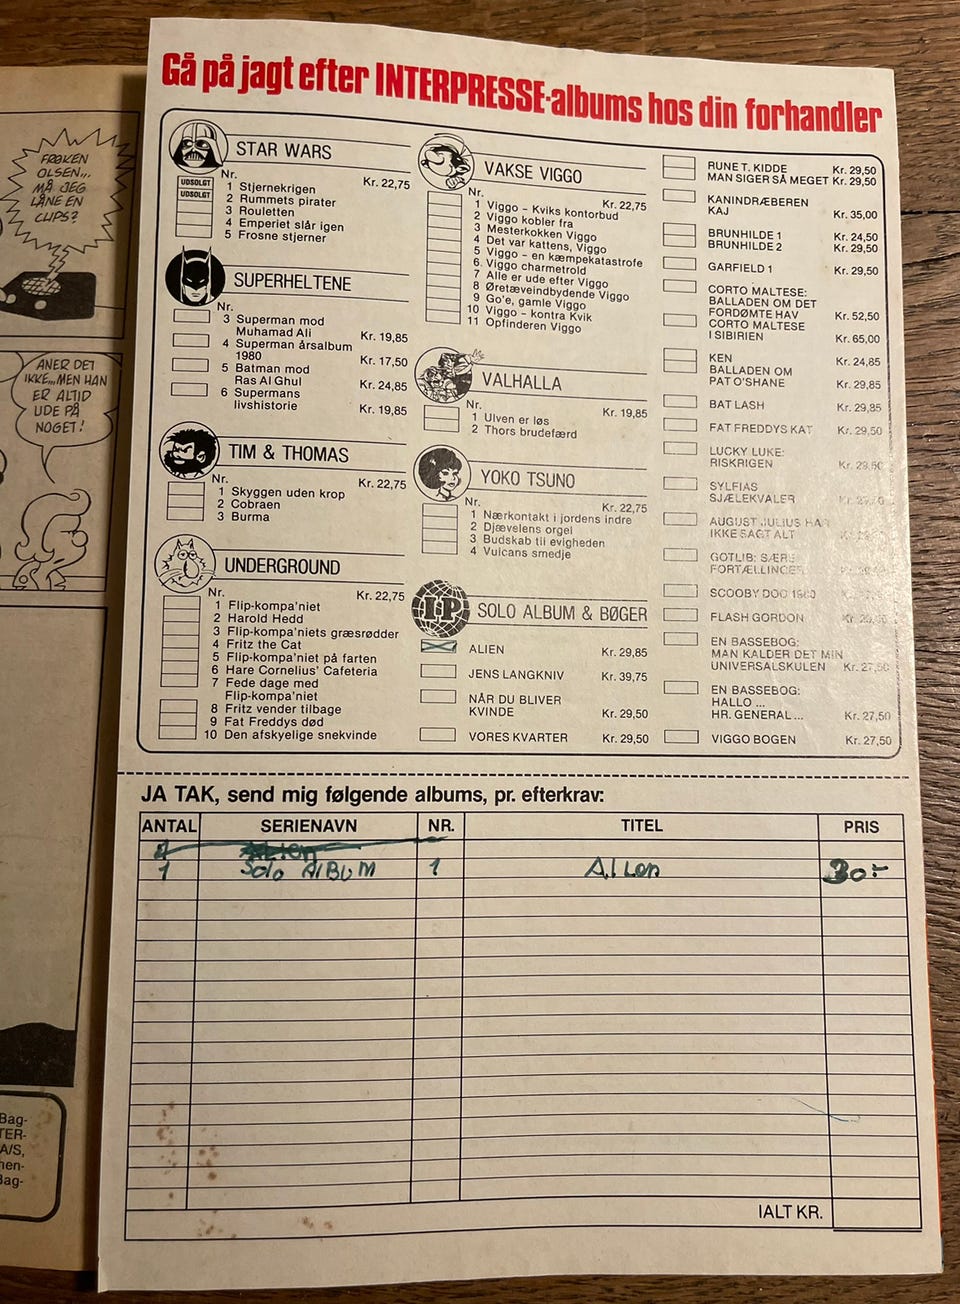 FRØKEN
OLSEN...
MÅ JEG
LÅNE EN
CLIPS?
ANER DET
IKKE...MEN HAN
ER ALTID
UDE PÅ
NOGET!
Bag-
TER-
A/S,
hen-
Bag-
Gå på jagt efter INTERPRESSE-albums hos din forhandler
STAR WARS
Nr. Kr. 22,75
UDSOLGT 1 Stjernekrigen
UDSOLGT 2 Rummets pirater
3 Rouletten
4 Emperiet slår igen
5 Frosne stjerner
SUPERHELTENE
Nr.
3 Superman mod
Muhamad Ali Kr. 19,85
4 Superman årsalbum
1980 Kr. 17,50
5 Batman mod
Ras Al Ghul Kr. 24,85
6 Supermans
livshistorie Kr. 19,85
TIM & THOMAS
Nr. Kr. 22,75
1 Skyggen uden krop
2 Cobraen
3 Burma
UNDERGROUND
Nr. Kr. 22,75
1 Flip-kompa'niet
2 Harold Hedd
3 Flip-kompa'niets græsrødder
4 Fritz the Cat
5 Flip-kompa'niet på farten
6 Hare Cornelius' Cafeteria
7 Fede dage med
Flip-kompa'niet
8 Fritz vender tilbage
9 Fat Freddys død
10 Den afskyelige snekvinde
VAKSE VIGGO
Nr. Kr. 22,75
1 Viggo - Kviks kontorbud
2 Viggo kobler fra
3 Mesterkokken Viggo
4 Det var kattens, Viggo
5 Viggo - en kæmpekatastrofe
6 Viggo charmetrold
7 Alle er ude efter Viggo
8 Øretæveindbydende Viggo
9 Go'e, gamle Viggo
10 Viggo - kontra Kvik
11 Opfinderen Viggo
VALHALLA
Nr. Kr. 19,85
1 Ulven er løs
2 Thors brudefærd
YOKO TSUNO
Nr. Kr. 22,75
1 Nærkontakt i jordens indre
2 Djævelens orgel
3 Budskab til evigheden
4 Vulcans smedje
IP
SOLO ALBUM & BØGER
ALIEN Kr. 29,85
JENS LANGKNIV Kr. 39,75
NÅR DU BLIVER
KVINDE Kr. 29,50
VORES KVARTER Kr. 29,50
RUNE T. KIDDE Kr. 29,50
MAN SIGER SÅ MEGET Kr. 29,50
KANINDRÆBEREN
KAJ Kr. 35,00
BRUNHILDE 1 Kr. 24,50
BRUNHILDE 2 Kr. 29,50
GARFIELD 1 Kr. 29,50
CORTO MALTESE:
BALLADEN OM DET
FORDØMTE HAV Kr. 52,50
CORTO MALTESE
I SIBIRIEN Kr. 65,00
KEN Kr. 24,85
BALLADEN OM
PAT O'SHANE Kr. 29,85
BAT LASH Kr. 29,85
FAT FREDDYS KAT Kr. 29,50
LUCKY LUKE:
RISKRIGEN Kr. 29,50
SYLFIAS
SJÆLEKVALER
AUGUST JULIUS HAR
IKKE SAGT ALT
GOTLIB: SÆRE
FORTÆLLINGER
SCOOBY DOO 1980
FLASH GORDON
EN BASSEBOG:
MAN KALDER DET MIN
UNIVERSALSKULEN Kr. 27,50
EN BASSEBOG:
HALLO ...
HR. GENERAL ... Kr. 27,50
VIGGO BOGEN Kr. 27,50
JA TAK, send mig følgende albums, pr. efterkrav:
ANTAL SERIENAVN NR. TITEL PRIS
1 ALien
1 Solo ALBUM 1 ALien 30:-
IALT KR.